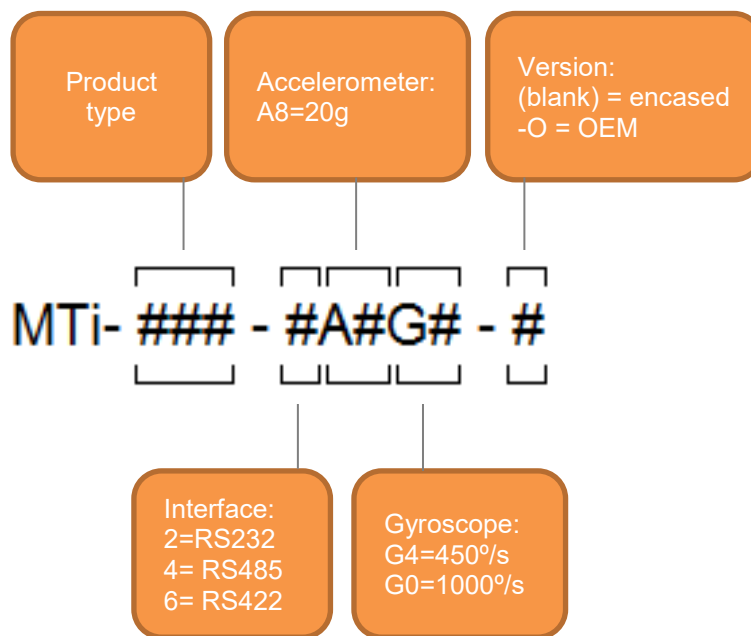 Product
type
Accelerometer:
A8=20g
Version:
(blank) = encased
-O = OEM
MTi- ### - #A#G# - #
Interface:
2=RS232
4= RS485
6= RS422
Gyroscope:
G4=450º/s
G0=1000º/s